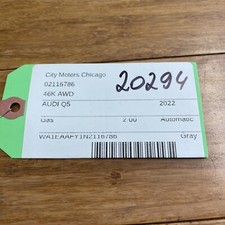 City Motors Chicago
20294
02116786
46K AWD
AUDI Q5 2022
Gas 2.00 Automatic
WA1EAAFY1N2116786 Gray